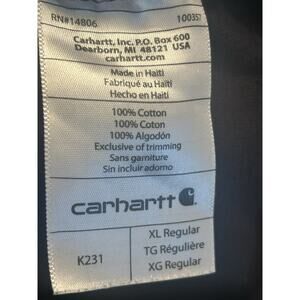 RN#14806 100357
Carhartt, Inc. P.O. Box 600
Dearborn, MI 48121 USA
carhartt.com
Made in Haiti
Fabriqué au Haïti
Hecho en Haití
100% Cotton
100% Coton
100% Algodón
Exclusive of trimming
Sans garniture
Sin incluir adorno
carhartt
K231
XL Regular
TG Régulière
XG Regular